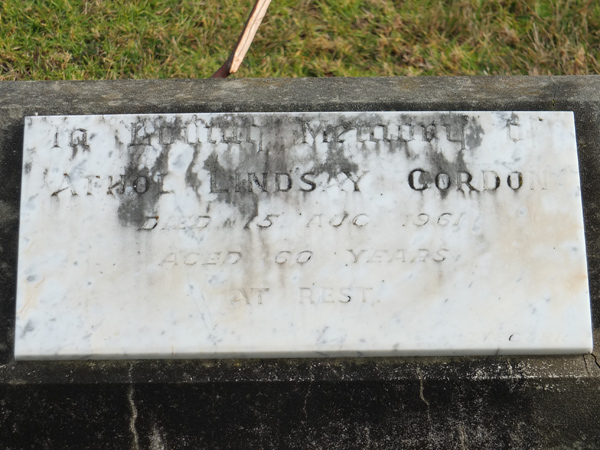 In Loving Memory of
ATHOL LINDSAY GORDON
DIED 15 AUG 1961
AGED 60 YEARS
AT REST.